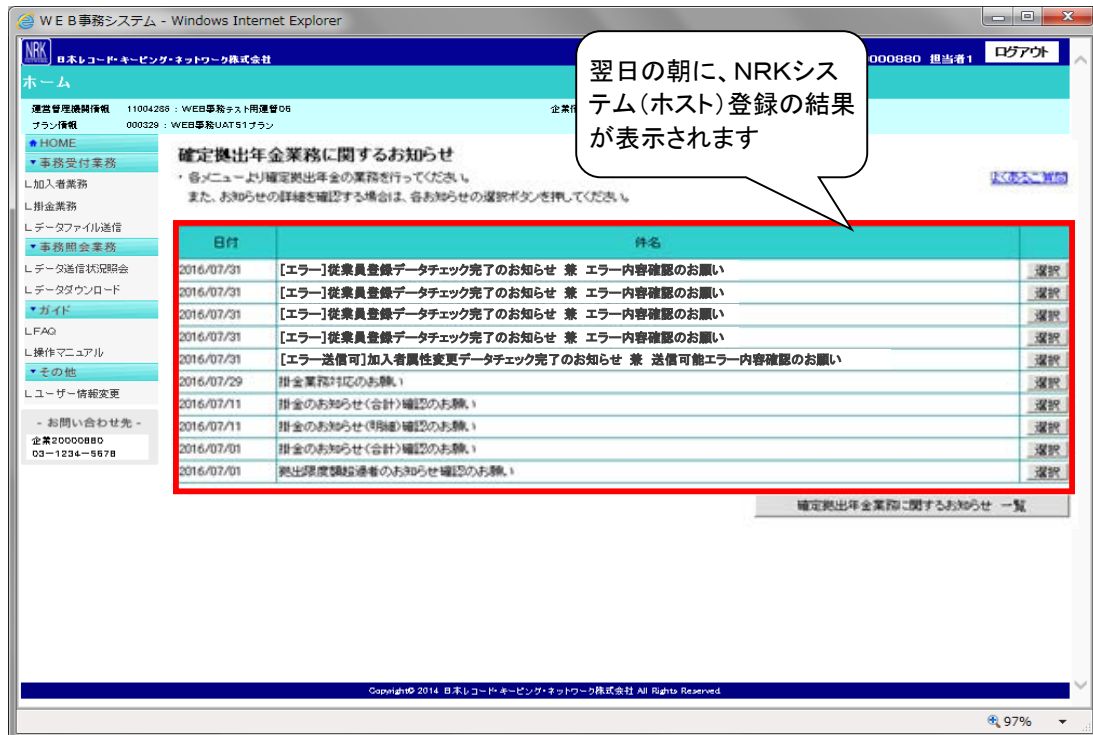 ＷＥＢ事務システム - Windows Internet Explorer
NRK 日本レコード・キーピング・ネットワーク株式会社
0000880 担当者1 ログアウト
ホーム
運営管理機関情報 11004286：WEB事務テスト用運管06
プラン情報 000329：WEB事務UAT51プラン
翌日の朝に、ＮＲＫシス
テム（ホスト）登録の結果
が表示されます
★HOME
▼事務受付業務
∟加入者業務
∟掛金業務
∟データファイル送信
▼事務照会業務
∟データ送信状況照会
∟データダウンロード
▼ガイド
∟FAQ
∟操作マニュアル
▼その他
∟ユーザー情報変更
- お問い合わせ先 -
企業20000880
03－1234－5678
確定拠出年金業務に関するお知らせ
・各メニューより確定拠出年金の業務を行ってください。
また、お知らせの詳細を確認する場合は、各お知らせの選択ボタンを押してください。
よくあるご質問
日付 件名
2016/07/31 [エラー]従業員登録データチェック完了のお知らせ 兼 エラー内容確認のお願い 選択
2016/07/31 [エラー]従業員登録データチェック完了のお知らせ 兼 エラー内容確認のお願い 選択
2016/07/31 [エラー]従業員登録データチェック完了のお知らせ 兼 エラー内容確認のお願い 選択
2016/07/31 [エラー]従業員登録データチェック完了のお知らせ 兼 エラー内容確認のお願い 選択
2016/07/31 [エラー送信可]加入者属性変更データチェック完了のお知らせ 兼 送信可能エラー内容確認のお願い 選択
2016/07/29 掛金業務対応のお願い 選択
2016/07/11 掛金のお知らせ（合計）確認のお願い 選択
2016/07/11 掛金のお知らせ（明細）確認のお願い 選択
2016/07/01 掛金のお知らせ（合計）確認のお願い 選択
2016/07/01 拠出限度額超過者のお知らせ確認のお願い 選択
確定拠出年金業務に関するお知らせ 一覧
Copyright© 2014 日本レコード・キーピング・ネットワーク株式会社 All Rights Reserved.
97%